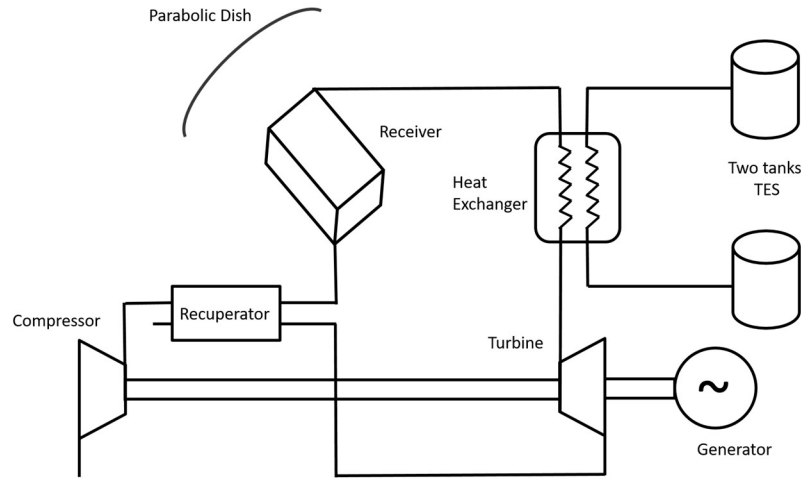 Parabolic Dish
Receiver
Heat
Exchanger
Two tanks
TES
Recuperator
Compressor
Turbine
~
Generator